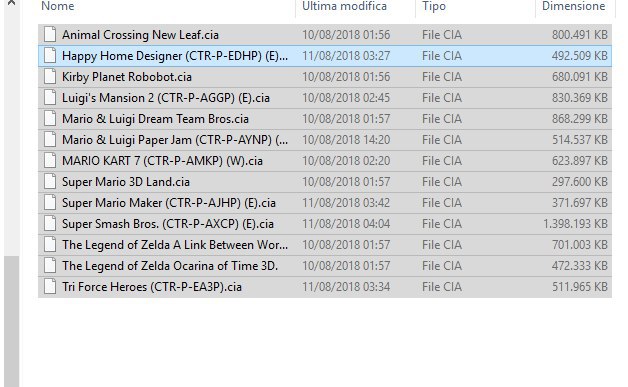 Nome Ultima modifica Tipo Dimensione
Animal Crossing New Leaf.cia 10/08/2018 01:56 File CIA 800.491 KB
Happy Home Designer (CTR-P-EDHP) (E)... 11/08/2018 03:27 File CIA 492.509 KB
Kirby Planet Robobot.cia 10/08/2018 01:56 File CIA 680.091 KB
Luigi's Mansion 2 (CTR-P-AGGP) (E).cia 10/08/2018 02:45 File CIA 830.369 KB
Mario & Luigi Dream Team Bros.cia 10/08/2018 01:57 File CIA 868.299 KB
Mario & Luigi Paper Jam (CTR-P-AYNP) (... 10/08/2018 14:20 File CIA 514.537 KB
MARIO KART 7 (CTR-P-AMKP) (W).cia 10/08/2018 02:20 File CIA 623.897 KB
Super Mario 3D Land.cia 10/08/2018 01:57 File CIA 297.600 KB
Super Mario Maker (CTR-P-AJHP) (E).cia 11/08/2018 03:42 File CIA 371.697 KB
Super Smash Bros. (CTR-P-AXCP) (E).cia 11/08/2018 04:04 File CIA 1.398.193 KB
The Legend of Zelda A Link Between Wor... 10/08/2018 01:57 File CIA 701.003 KB
The Legend of Zelda Ocarina of Time 3D. 10/08/2018 01:57 File CIA 472.333 KB
Tri Force Heroes (CTR-P-EA3P).cia 11/08/2018 03:34 File CIA 511.965 KB